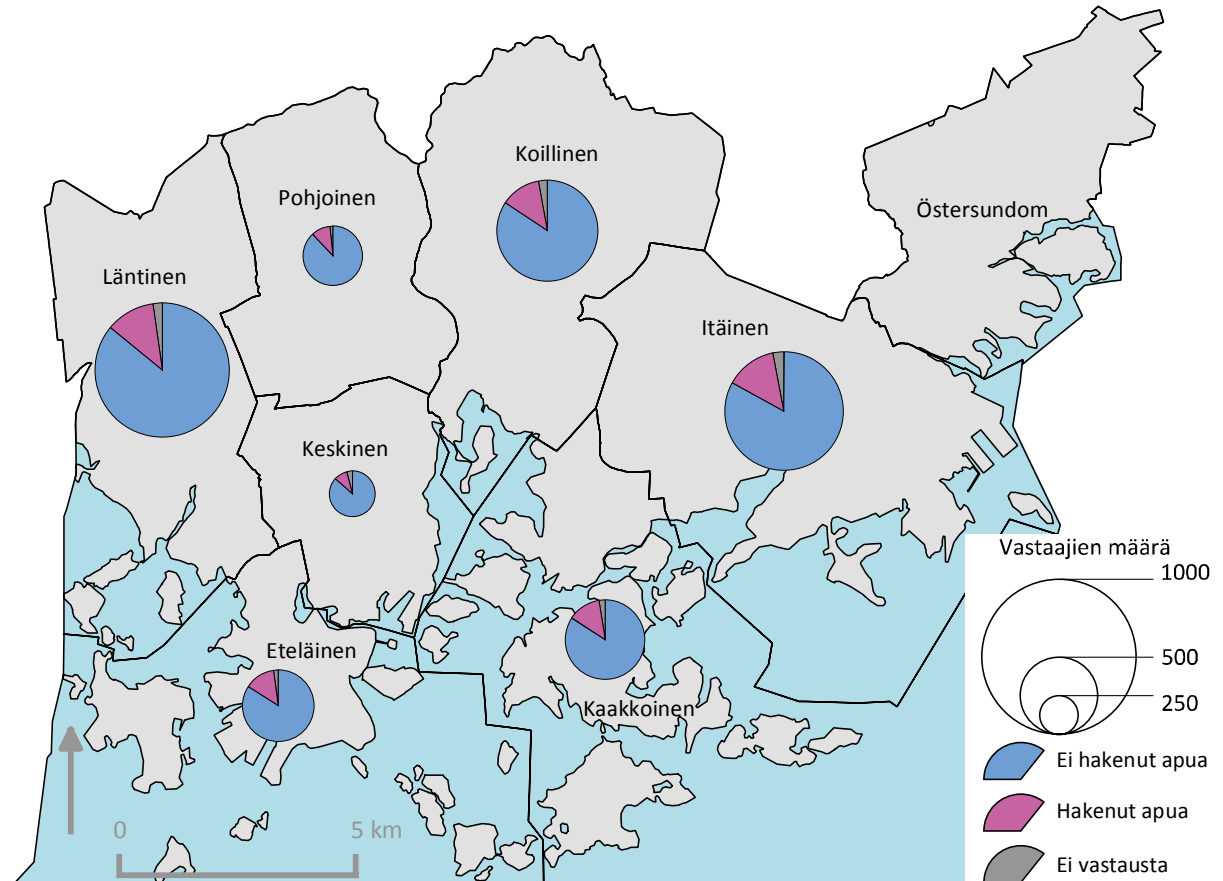 Koillinen
Pohjoinen
Östersundom
Läntinen
Itäinen
Keskinen
Eteläinen
Kaakkoinen
0
5 km
Vastaajien määrä
1000
500
250
Ei hakenut apua
Hakenut apua
Ei vastausta